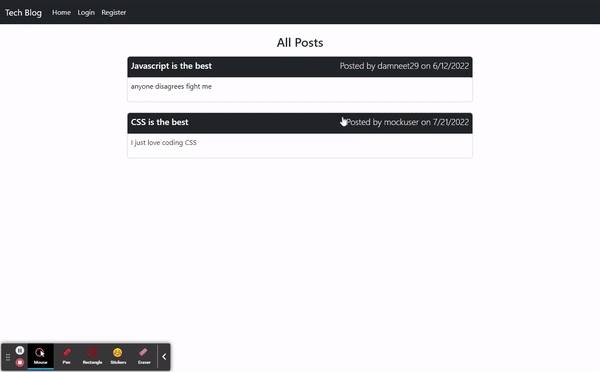 Tech Blog Home Login Register
All Posts
Javascript is the best Posted by damneet29 on 6/12/2022
anyone disagrees fight me
CSS is the best Posted by mockuser on 7/21/2022
I just love coding CSS
Mouse Pen Rectangle Stickers Eraser